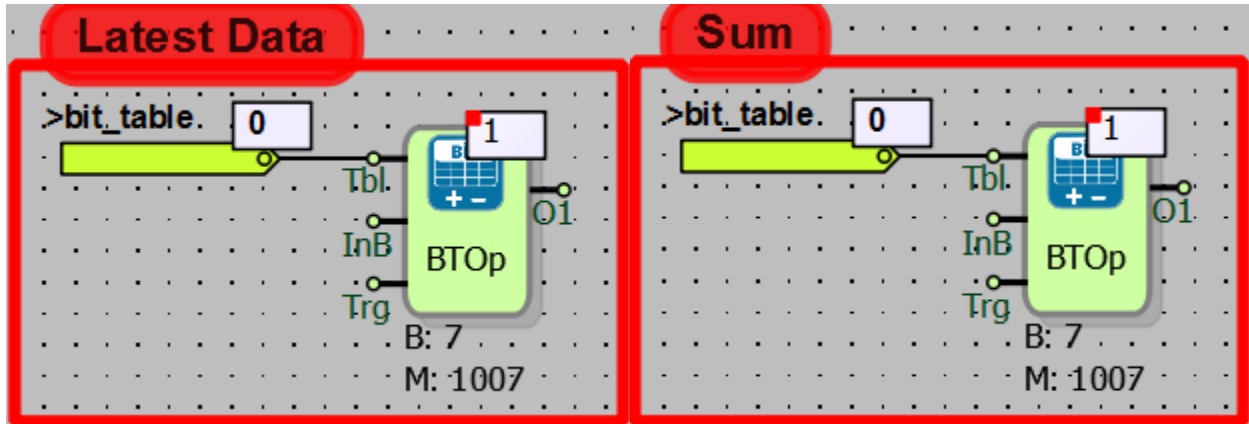 Latest Data
>bit_table.
0
1
Tbl
InB
Trg
O1
BTOp
B: 7
M: 1007
Sum
>bit_table.
0
1
Tbl
InB
Trg
O1
BTOp
B: 7
M: 1007